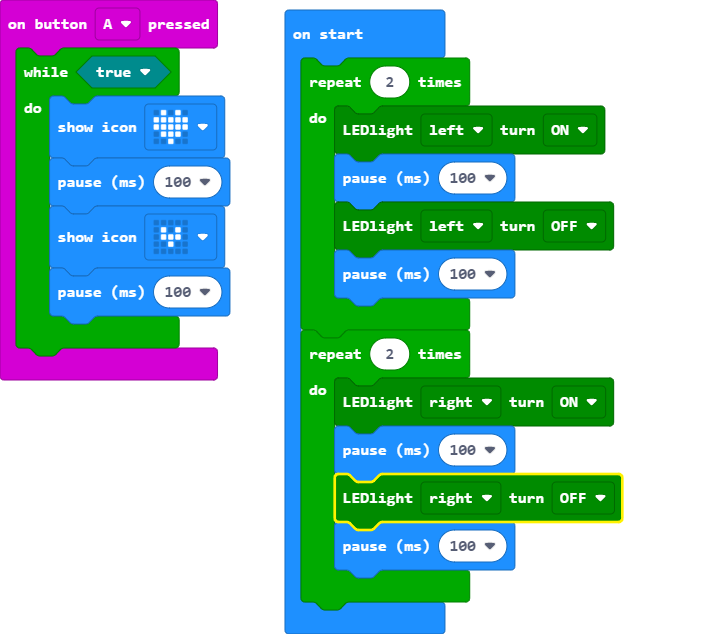 on button A pressed
while true
do
show icon
pause (ms) 100
show icon
pause (ms) 100
on start
repeat 2 times
do
LEDlight left turn ON
pause (ms) 100
LEDlight left turn OFF
pause (ms) 100
repeat 2 times
do
LEDlight right turn ON
pause (ms) 100
LEDlight right turn OFF
pause (ms) 100